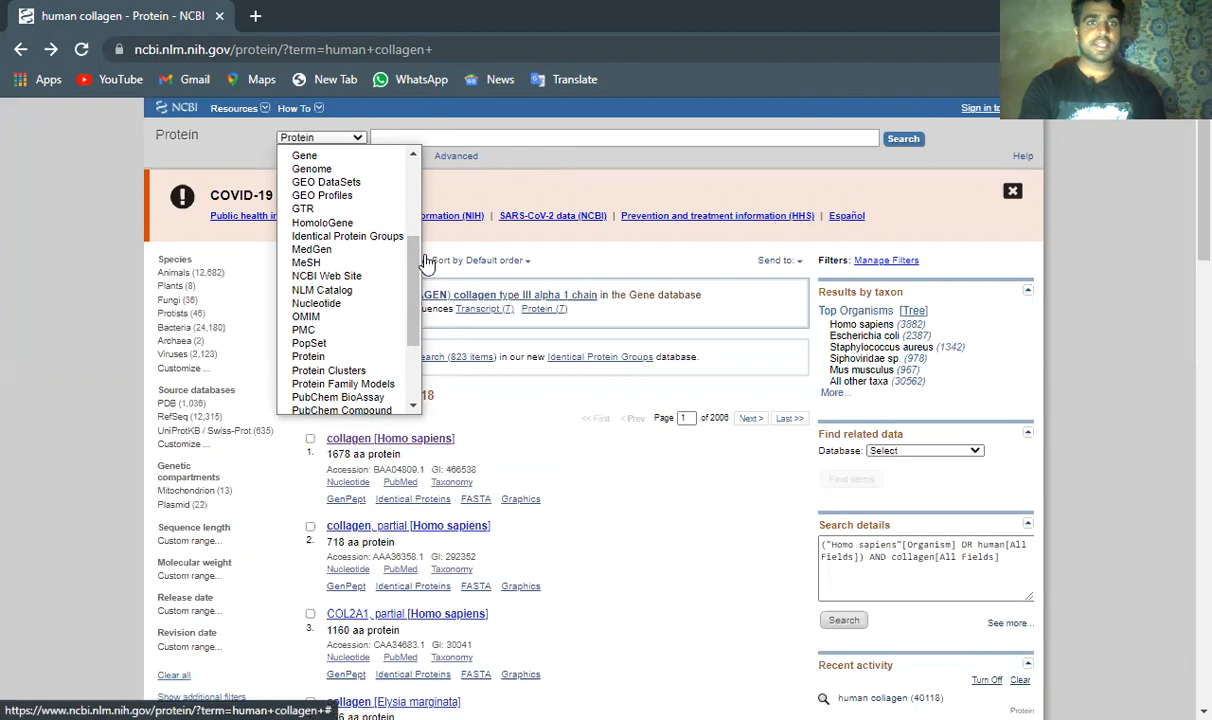 human collagen - Protein - NCBI
ncbi.nlm.nih.gov/protein/?term=human+collagen+
Apps YouTube Gmail Maps New Tab WhatsApp News Translate
NCBI Resources How To Sign in to
Protein Protein Search
Advanced Help
COVID-19
Public health in ormation (NIH) SARS-CoV-2 data (NCBI) Prevention and treatment information (HHS) Español
Gene
Genome
GEO DataSets
GEO Profiles
GTR
HomoloGene
Identical Protein Groups
MedGen
MeSH
NCBI Web Site
NLM Catalog
Nucleotide
OMIM
PMC
PopSet
Protein
Protein Clusters
Protein Family Models
PubChem BioAssay
PubChem Compound
Species
Animals (12,682)
Plants (8)
Fungi (36)
Protists (46)
Bacteria (24,180)
Archaea (2)
Viruses (2,123)
Customize ...
Source databases
PDB (1,036)
RefSeq (12,315)
UniProtKB / Swiss-Prot (635)
Customize ...
Genetic
compartments
Mitochondrion (13)
Plasmid (22)
Sequence length
Custom range...
Molecular weight
Custom range...
Release date
Custom range...
Revision date
Custom range...
Clear all
Show additional filters
Sort by Default order Send to:
AGEN) collagen type III alpha 1 chain in the Gene database
uences Transcript (7) Protein (7)
earch (823 items) in our new Identical Protein Groups database.
18
<< First < Prev Page 1 of 2006 Next > Last >>
collagen [Homo sapiens]
1. 1678 aa protein
Accession: BAA04809.1 GI: 466538
Nucleotide PubMed Taxonomy
GenPept Identical Proteins FASTA Graphics
collagen, partial [Homo sapiens]
2. 718 aa protein
Accession: AAA36358.1 GI: 292352
Nucleotide PubMed Taxonomy
GenPept Identical Proteins FASTA Graphics
COL2A1, partial [Homo sapiens]
3. 1160 aa protein
Accession: CAA34683.1 GI: 30041
Nucleotide PubMed Taxonomy
GenPept Identical Proteins FASTA Graphics
collagen [Elysia marginata]
6 aa protein
Filters: Manage Filters
Results by taxon
Top Organisms [Tree]
Homo sapiens (3882)
Escherichia coli (2387)
Staphylococcus aureus (1342)
Siphoviridae sp. (978)
Mus musculus (967)
All other taxa (30562)
More...
Find related data
Database: Select
Find items
Search details
("Homo sapiens"[Organism] OR human[All
Fields]) AND collagen[All Fields]
Search See more...
Recent activity
Turn Off Clear
human collagen (40118)
Protein
https://www.ncbi.nlm.nih.gov/protein/?term=human+collagen+#